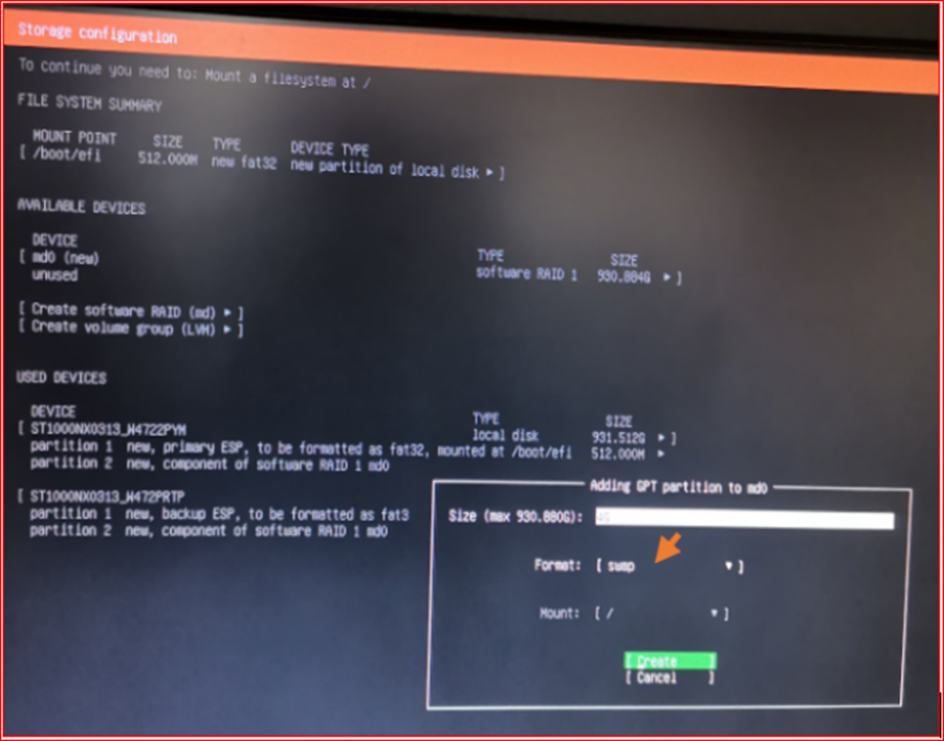 Storage configuration
To continue you need to: Mount a filesystem at /
FILE SYSTEM SUMMARY
MOUNT POINT SIZE TYPE DEVICE TYPE
[ /boot/efi 512.000M new fat32 new partition of local disk ▸ ]
AVAILABLE DEVICES
DEVICE TYPE SIZE
[ md0 (new) software RAID 1 930.884G ▸ ]
unused
[ Create software RAID (md) ▸ ]
[ Create volume group (LVM) ▸ ]
USED DEVICES
DEVICE TYPE SIZE
[ ST1000NX0313_W4722PYM local disk 931.512G ▸ ]
partition 1 new, primary ESP, to be formatted as fat32, mounted at /boot/efi 512.000M ▸
partition 2 new, component of software RAID 1 md0
[ ST1000NX0313_W472PRTP
partition 1 new, backup ESP, to be formatted as fat3
partition 2 new, component of software RAID 1 md0
Adding GPT partition to md0
Size (max 930.880G):
Format: [ swap ▾ ]
Mount: [ / ▾ ]
[ Create ]
[ Cancel ]